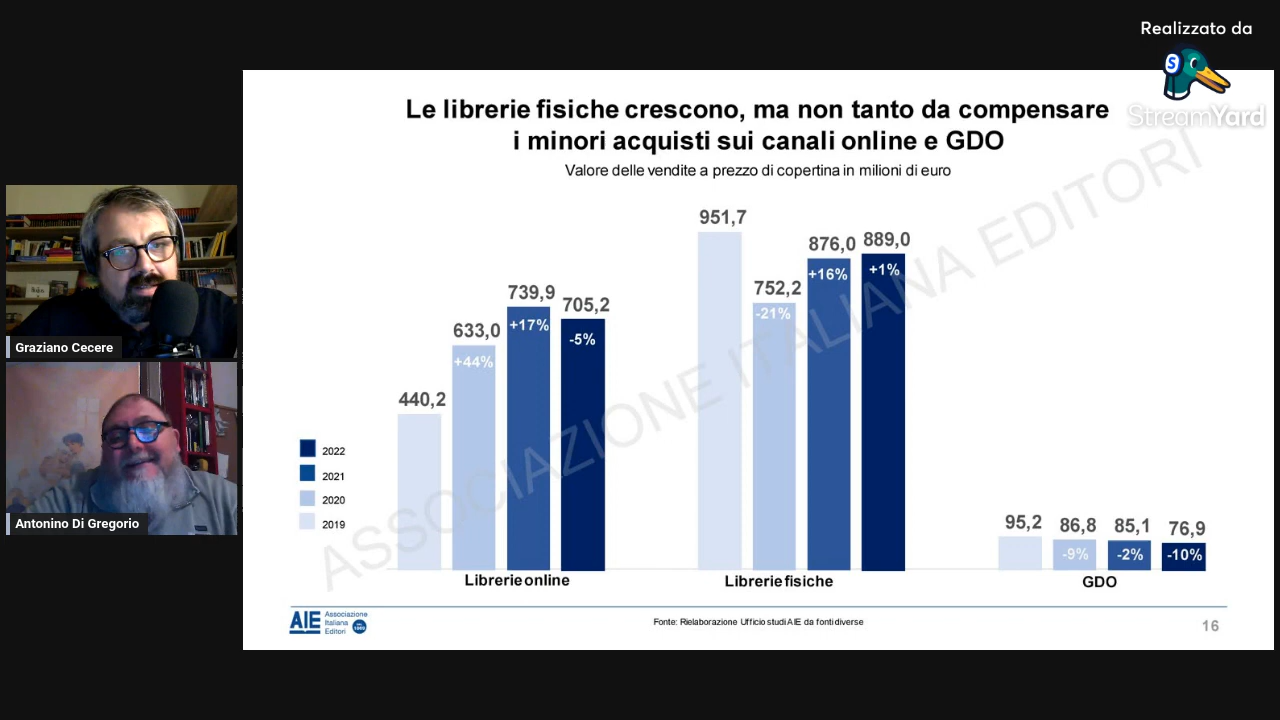 Realizzato da
StreamYard
Le librerie fisiche crescono, ma non tanto da compensare
i minori acquisti sui canali online e GDO
Valore delle vendite a prezzo di copertina in milioni di euro
ASSOCIAZIONE ITALIANA EDITORI
440,2
633,0
+44%
739,9
+17%
705,2
-5%
951,7
752,2
-21%
876,0
+16%
889,0
+1%
95,2
86,8
-9%
85,1
-2%
76,9
-10%
2022
2021
2020
2019
Librerie online
Librerie fisiche
GDO
AIE
Associazione
Italiana
Editori
Fonte: Rielaborazione Ufficio studi AIE da fonti diverse
16
Graziano Cecere
Antonino Di Gregorio